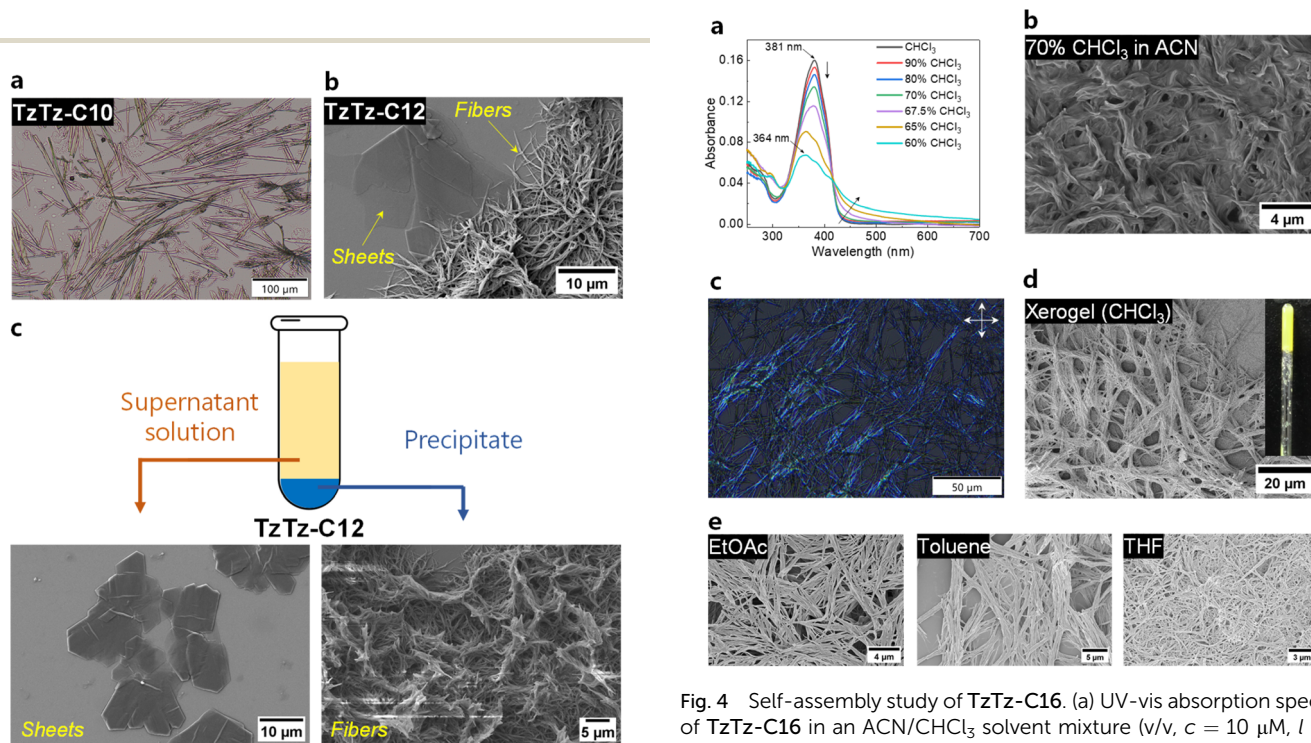 a
TzTz-C10
100 µm
b
TzTz-C12
Fibers
Sheets
10 µm
c
Supernatant
solution
Precipitate
TzTz-C12
Sheets
10 µm
Fibers
5 µm
a
381 nm
364 nm
CHCl₃
90% CHCl₃
80% CHCl₃
70% CHCl₃
67.5% CHCl₃
65% CHCl₃
60% CHCl₃
Absorbance
0.16
0.12
0.08
0.04
0.00
300 400 500 600 700
Wavelength (nm)
b
70% CHCl₃ in ACN
4 µm
c
50 µm
d
Xerogel (CHCl₃)
20 µm
e
EtOAc
4 µm
Toluene
5 µm
THF
3 µm
Fig. 4 Self-assembly study of TzTz-C16. (a) UV-vis absorption spec
of TzTz-C16 in an ACN/CHCl₃ solvent mixture (v/v, c = 10 µM, l